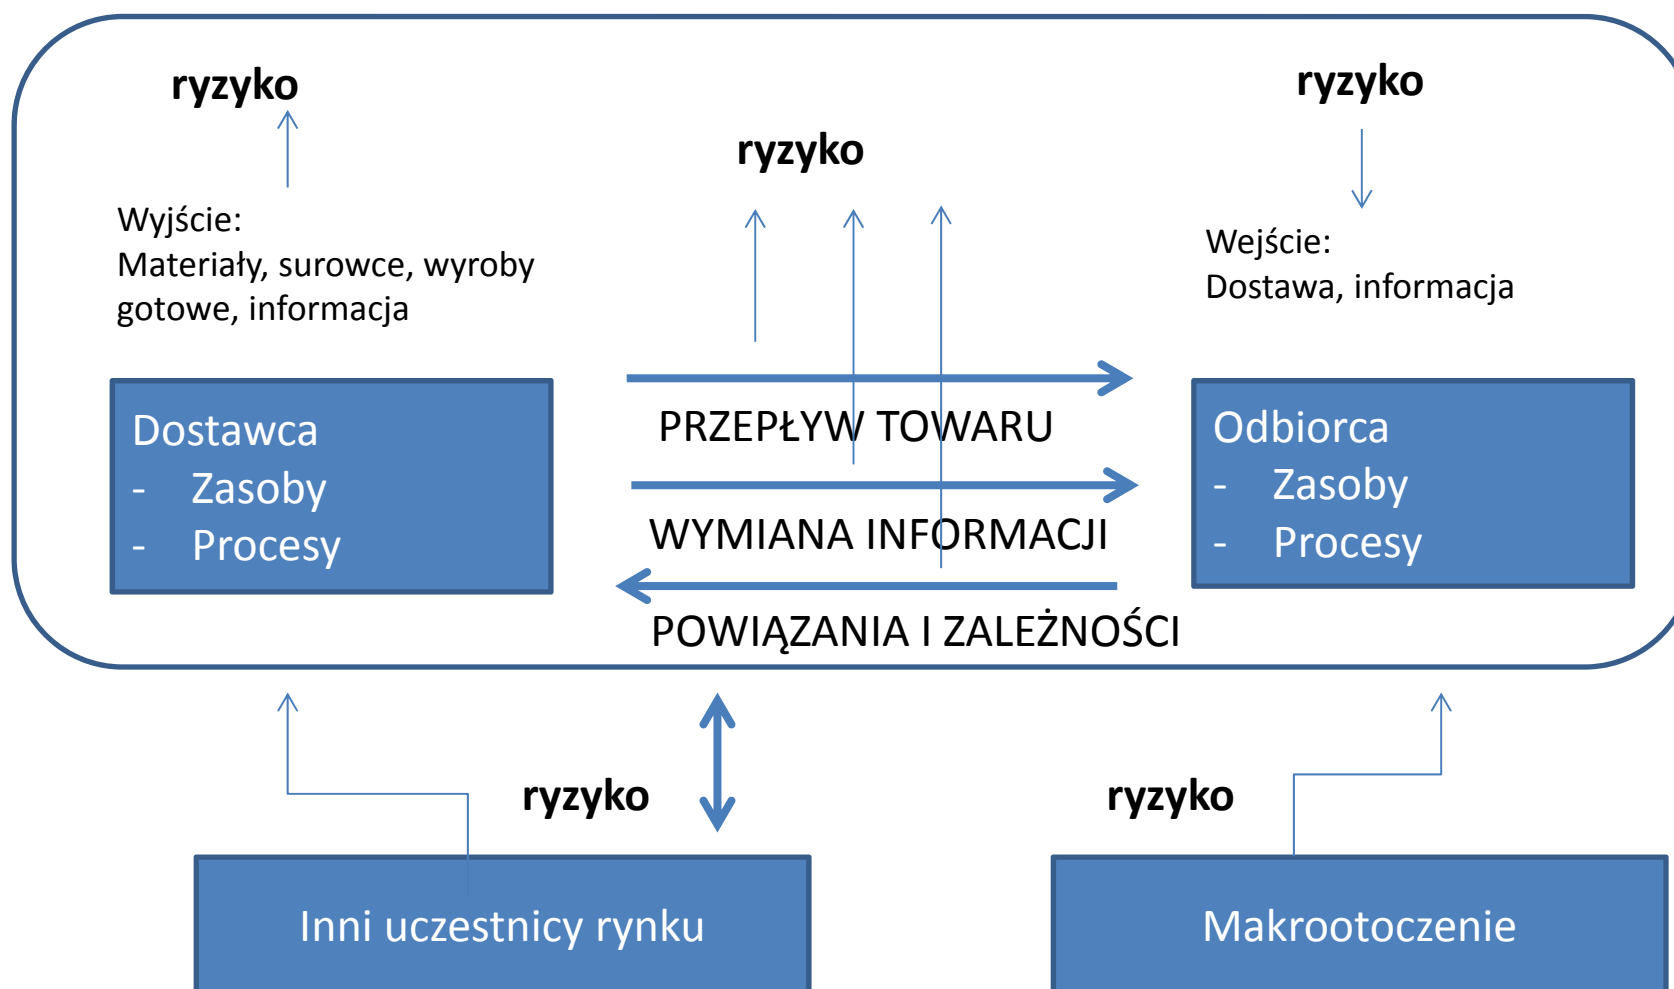 ryzyko
ryzyko
ryzyko
Wyjście:
Materiały, surowce, wyroby
gotowe, informacja
Wejście:
Dostawa, informacja
Dostawca
- Zasoby
- Procesy
PRZEPŁYW TOWARU
WYMIANA INFORMACJI
POWIĄZANIA I ZALEŻNOŚCI
Odbiorca
- Zasoby
- Procesy
ryzyko
ryzyko
Inni uczestnicy rynku
Makrootoczenie